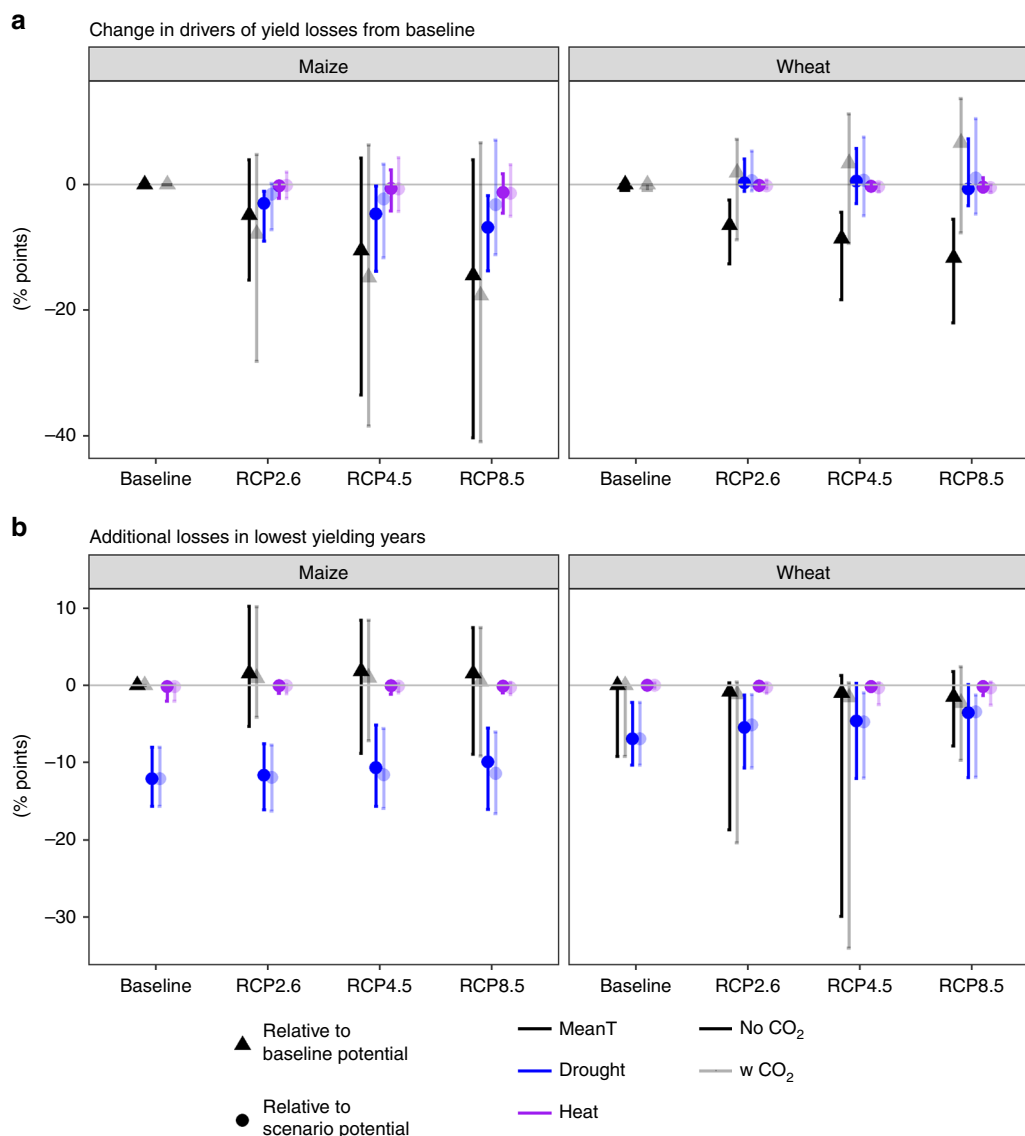 a
Change in drivers of yield losses from baseline
Maize
Wheat
(% points)
0
−20
−40
Baseline RCP2.6 RCP4.5 RCP8.5
Baseline RCP2.6 RCP4.5 RCP8.5
b
Additional losses in lowest yielding years
Maize
Wheat
(% points)
10
0
−10
−20
−30
Baseline RCP2.6 RCP4.5 RCP8.5
Baseline RCP2.6 RCP4.5 RCP8.5
Relative to
baseline potential
Relative to
scenario potential
MeanT
Drought
Heat
No CO₂
w CO₂